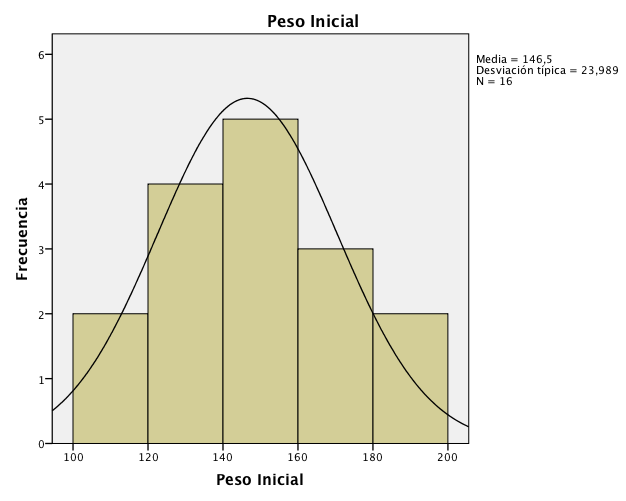 Peso Inicial
Media = 146,5
Desviación típica = 23,989
N = 16
6
5
4
3
2
1
0
Frecuencia
100 120 140 160 180 200
Peso Inicial